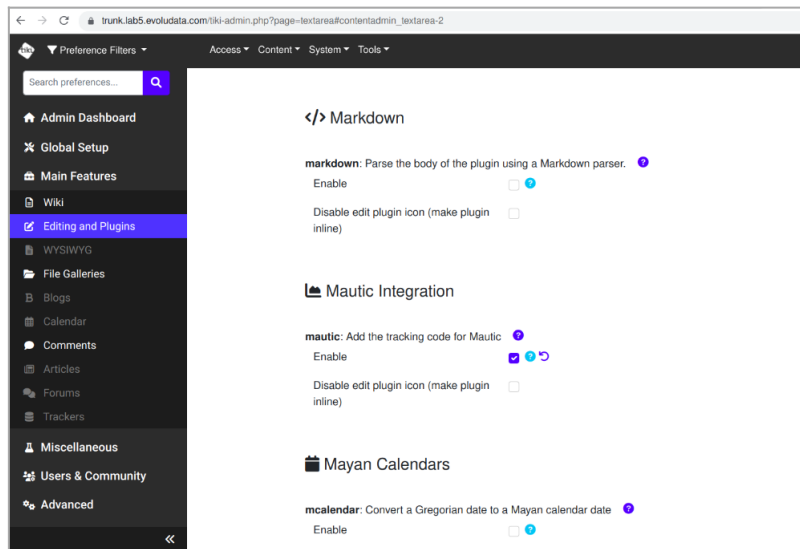 trunk.lab5.evoludata.com/tiki-admin.php?page=textarea#contentadmin_textarea-2
tiki Preference Filters Access Content System Tools
Search preferences...
Admin Dashboard
Global Setup
Main Features
Wiki
Editing and Plugins
WYSIWYG
File Galleries
Blogs
Calendar
Comments
Articles
Forums
Trackers
Miscellaneous
Users & Community
Advanced
</> Markdown
markdown: Parse the body of the plugin using a Markdown parser. ?
Enable ?
Disable edit plugin icon (make plugin
inline)
Mautic Integration
mautic: Add the tracking code for Mautic ?
Enable ?
Disable edit plugin icon (make plugin
inline)
Mayan Calendars
mcalendar: Convert a Gregorian date to a Mayan calendar date ?
Enable ?